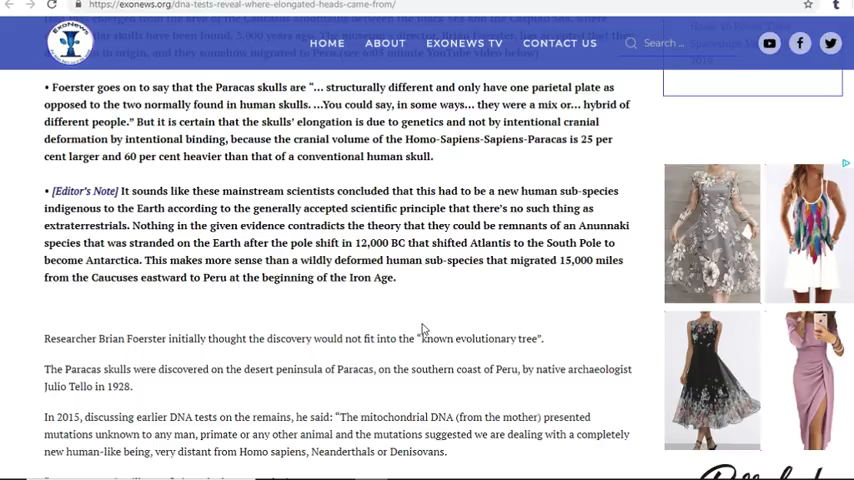 https://exonews.org/dna-tests-reveal-where-elongated-heads-came-from/
ExoNews
HOME ABOUT EXONEWS TV CONTACT US Search ...
• Foerster goes on to say that the Paracas skulls are “… structurally different and only have one parietal plate as
opposed to the two normally found in human skulls. …You could say, in some ways… they were a mix or… hybrid of
different people.” But it is certain that the skulls’ elongation is due to genetics and not by intentional cranial
deformation by intentional binding, because the cranial volume of the Homo-Sapiens-Sapiens-Paracas is 25 per
cent larger and 60 per cent heavier than that of a conventional human skull.
• [Editor’s Note] It sounds like these mainstream scientists concluded that this had to be a new human sub-species
indigenous to the Earth according to the generally accepted scientific principle that there’s no such thing as
extraterrestrials. Nothing in the given evidence contradicts the theory that they could be remnants of an Anunnaki
species that was stranded on the Earth after the pole shift in 12,000 BC that shifted Atlantis to the South Pole to
become Antarctica. This makes more sense than a wildly deformed human sub-species that migrated 15,000 miles
from the Caucuses eastward to Peru at the beginning of the Iron Age.
Researcher Brian Foerster initially thought the discovery would not fit into the “known evolutionary tree”.
The Paracas skulls were discovered on the desert peninsula of Paracas, on the southern coast of Peru, by native archaeologist
Julio Tello in 1928.
In 2015, discussing earlier DNA tests on the remains, he said: “The mitochondrial DNA (from the mother) presented
mutations unknown to any man, primate or any other animal and the mutations suggested we are dealing with a completely
new human-like being, very distant from Homo sapiens, Neanderthals or Denisovans.